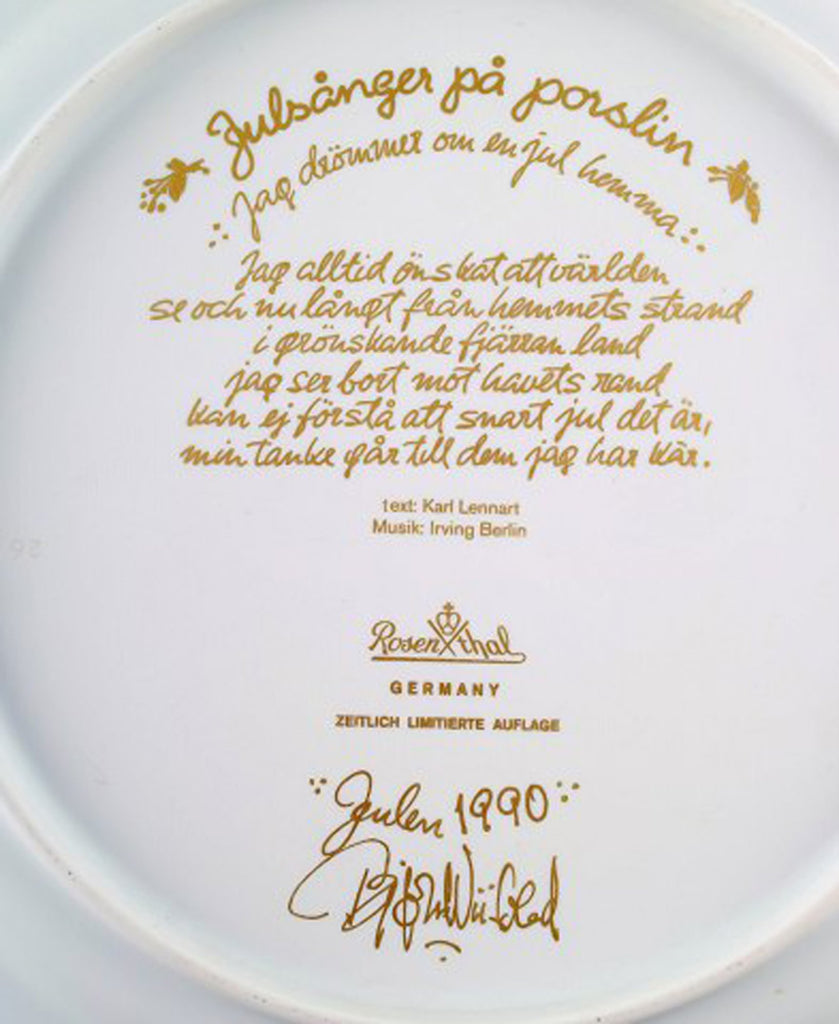 Julsånger på porslin
Jag drömmer om en jul hemma
Jag alltid önskat att världen
se och nu långt från hemmets strand
i grönskande fjärran land
jag ser bort mot havets rand
kan ej förstå att snart jul det är,
min tanke går till dem jag har kär.
text: Karl Lennart
Musik: Irving Berlin
Rosenthal
GERMANY
ZEITLICH LIMITIERTE AUFLAGE
Julen 1990
Björn Wiinblad